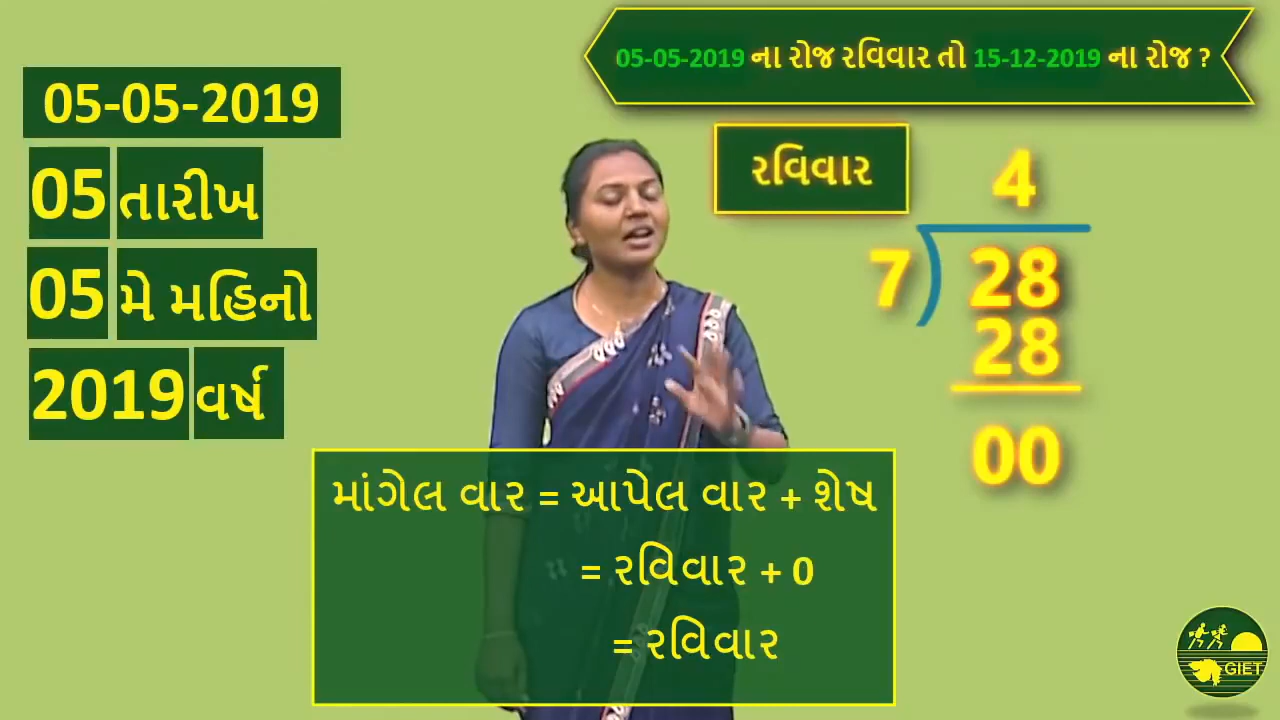 05-05-2019 ના રોજ રવિવાર તો 15-12-2019 ના રોજ ?
05-05-2019
05 તારીખ
05 મે મહિનો
2019 વર્ષ
રવિવાર
4
7 28
28
00
માંગેલ વાર = આપેલ વાર + શેષ
= રવિવાર + 0
= રવિવાર
GIET